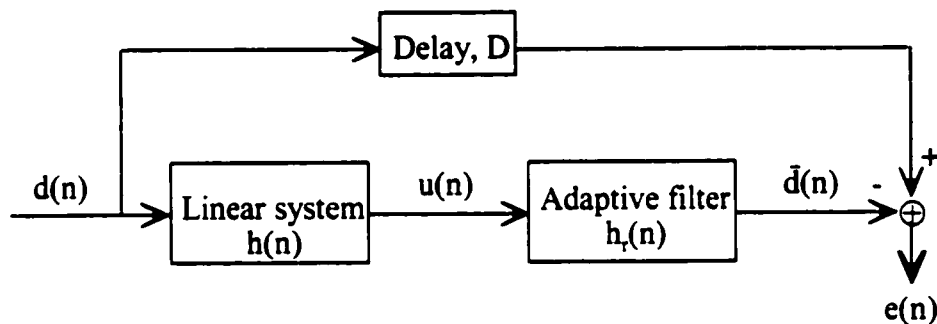 Delay, D
+
d(n)
Linear system
h(n)
u(n)
Adaptive filter
hᵣ(n)
d̄(n)
-
e(n)